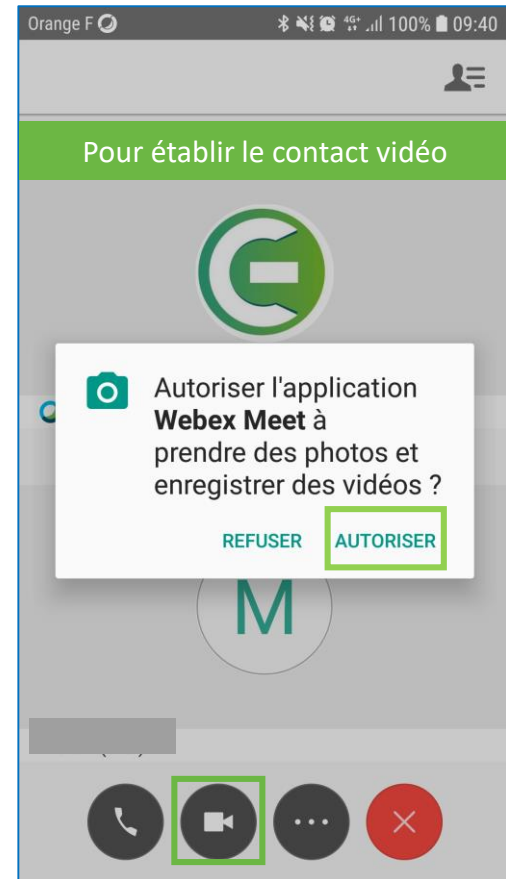 Orange F 4G+ 100% 09:40
Pour établir le contact vidéo
Autoriser l'application
Webex Meet à
prendre des photos et
enregistrer des vidéos ?
REFUSER AUTORISER
M